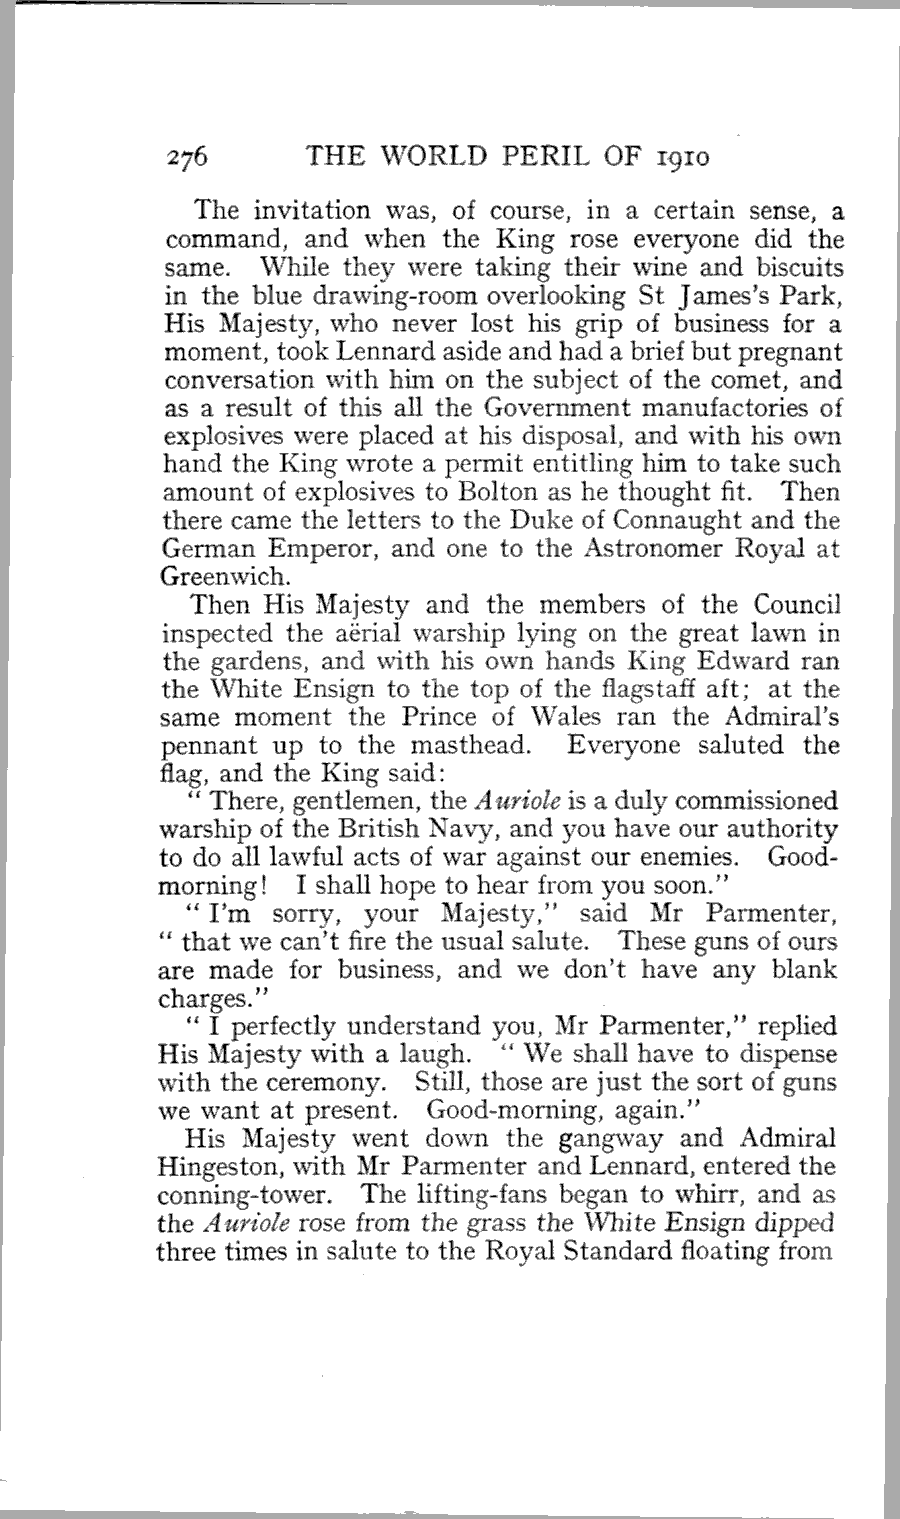 276 THE WORLD PERIL OF 1910
The invitation was, of course, in a certain sense, a
command, and when the King rose everyone did the
same. While they were taking their wine and biscuits
in the blue drawing-room overlooking St James's Park,
His Majesty, who never lost his grip of business for a
moment, took Lennard aside and had a brief but pregnant
conversation with him on the subject of the comet, and
as a result of this all the Government manufactories of
explosives were placed at his disposal, and with his own
hand the King wrote a permit entitling him to take such
amount of explosives to Bolton as he thought fit. Then
there came the letters to the Duke of Connaught and the
German Emperor, and one to the Astronomer Royal at
Greenwich.
Then His Majesty and the members of the Council
inspected the aërial warship lying on the great lawn in
the gardens, and with his own hands King Edward ran
the White Ensign to the top of the flagstaff aft; at the
same moment the Prince of Wales ran the Admiral's
pennant up to the masthead. Everyone saluted the
flag, and the King said:
" There, gentlemen, the Auriole is a duly commissioned
warship of the British Navy, and you have our authority
to do all lawful acts of war against our enemies. Good-
morning! I shall hope to hear from you soon."
" I'm sorry, your Majesty," said Mr Parmenter,
" that we can't fire the usual salute. These guns of ours
are made for business, and we don't have any blank
charges."
" I perfectly understand you, Mr Parmenter," replied
His Majesty with a laugh. " We shall have to dispense
with the ceremony. Still, those are just the sort of guns
we want at present. Good-morning, again."
His Majesty went down the gangway and Admiral
Hingeston, with Mr Parmenter and Lennard, entered the
conning-tower. The lifting-fans began to whirr, and as
the Auriole rose from the grass the White Ensign dipped
three times in salute to the Royal Standard floating from